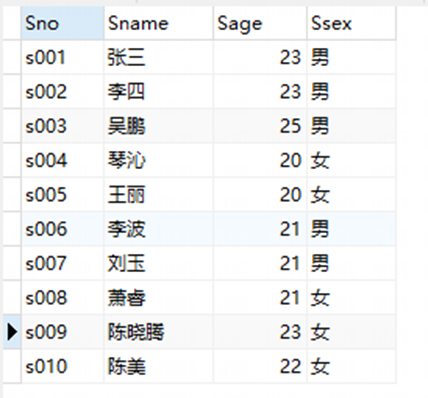 Sno Sname Sage Ssex
s001 张三 23 男
s002 李四 23 男
s003 吴鹏 25 男
s004 琴沁 20 女
s005 王丽 20 女
s006 李波 21 男
s007 刘玉 21 男
s008 萧睿 21 女
s009 陈晓腾 23 女
s010 陈美 22 女